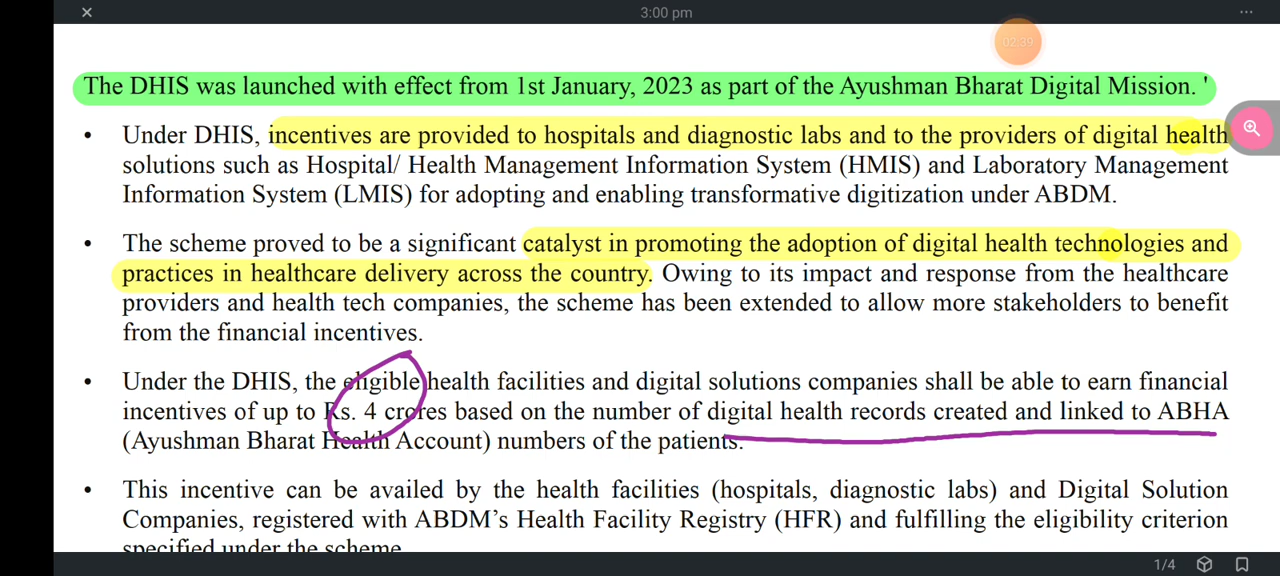 3:00 pm
02:39
The DHIS was launched with effect from 1st January, 2023 as part of the Ayushman Bharat Digital Mission. '
• Under DHIS, incentives are provided to hospitals and diagnostic labs and to the providers of digital health
solutions such as Hospital/ Health Management Information System (HMIS) and Laboratory Management
Information System (LMIS) for adopting and enabling transformative digitization under ABDM.
• The scheme proved to be a significant catalyst in promoting the adoption of digital health technologies and
practices in healthcare delivery across the country. Owing to its impact and response from the healthcare
providers and health tech companies, the scheme has been extended to allow more stakeholders to benefit
from the financial incentives.
• Under the DHIS, the eligible health facilities and digital solutions companies shall be able to earn financial
incentives of up to Rs. 4 crores based on the number of digital health records created and linked to ABHA
(Ayushman Bharat Health Account) numbers of the patients.
• This incentive can be availed by the health facilities (hospitals, diagnostic labs) and Digital Solution
Companies, registered with ABDM's Health Facility Registry (HFR) and fulfilling the eligibility criterion
specified under the scheme
1/4